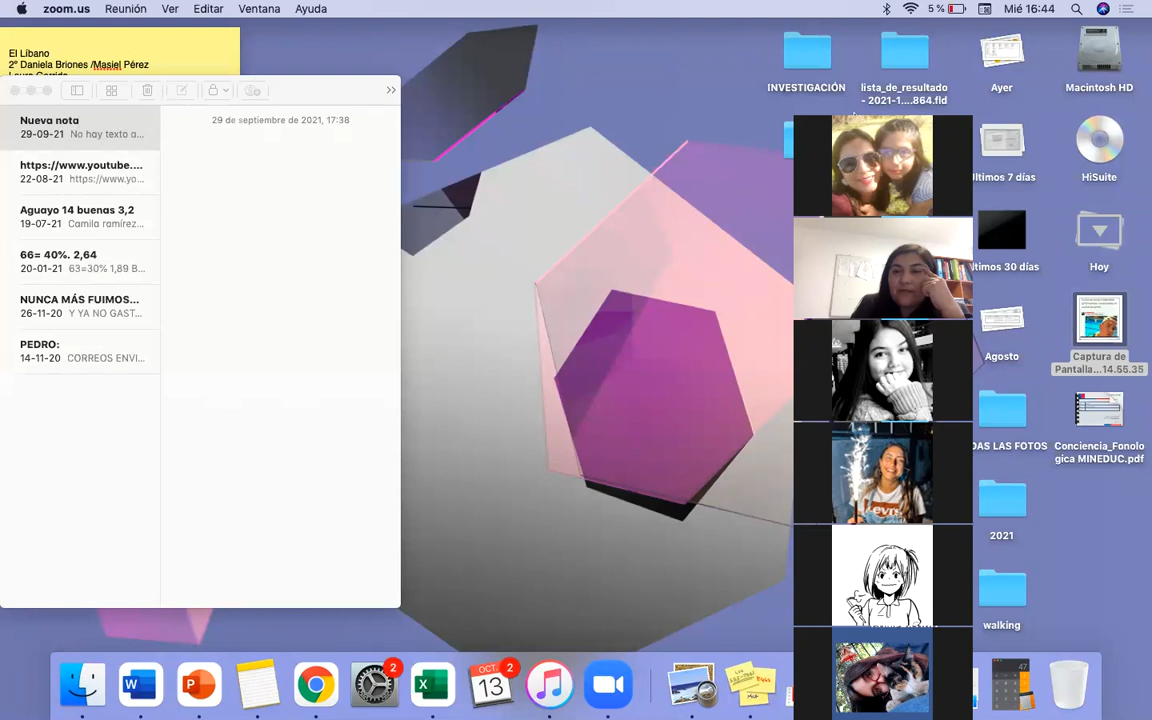 zoom.us Reunión Ver Editar Ventana Ayuda 5 % Mié 16:44
El Líbano
2º Daniela Briones /Masiel Pérez
29 de septiembre de 2021, 17:38
Nueva nota
29-09-21 No hay texto a...
https://www.youtube....
22-08-21 https://www.yo...
Aguayo 14 buenas 3,2
19-07-21 Camila ramírez...
66= 40%. 2,64
20-01-21 63=30% 1,89 B...
NUNCA MÁS FUIMOS...
26-11-20 Y YA NO GAST...
PEDRO:
14-11-20 CORREOS ENVI...
INVESTIGACIÓN
lista_de_resultado
- 2021-1....864.fld
Ayer
Macintosh HD
ltimos 7 días
HiSuite
ltimos 30 días
Hoy
Agosto
Captura de
Pantalla...14.55.35
DAS LAS FOTOS
Conciencia_Fonolo
gica MINEDUC.pdf
2021
walking
Levi's
2
OCT. 2
13
47